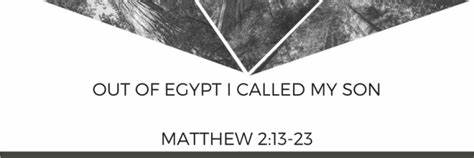 OUT OF EGYPT I CALLED MY SON
MATTHEW 2:13-23